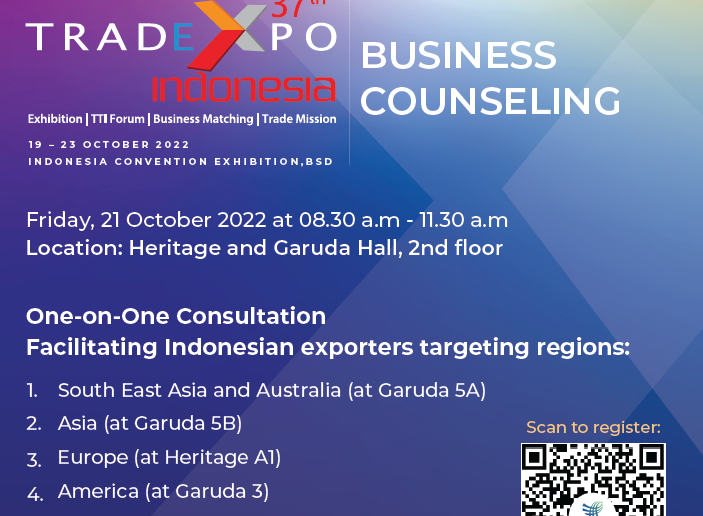 37th
TRADEXPO
indonesia
Exhibition | TTI Forum | Business Matching | Trade Mission
19 – 23 OCTOBER 2022
INDONESIA CONVENTION EXHIBITION,BSD
BUSINESS
COUNSELING
Friday, 21 October 2022 at 08.30 a.m - 11.30 a.m
Location: Heritage and Garuda Hall, 2nd floor
One-on-One Consultation
Facilitating Indonesian exporters targeting regions:
1. South East Asia and Australia (at Garuda 5A)
2. Asia (at Garuda 5B)
3. Europe (at Heritage A1)
4. America (at Garuda 3)
Scan to register: